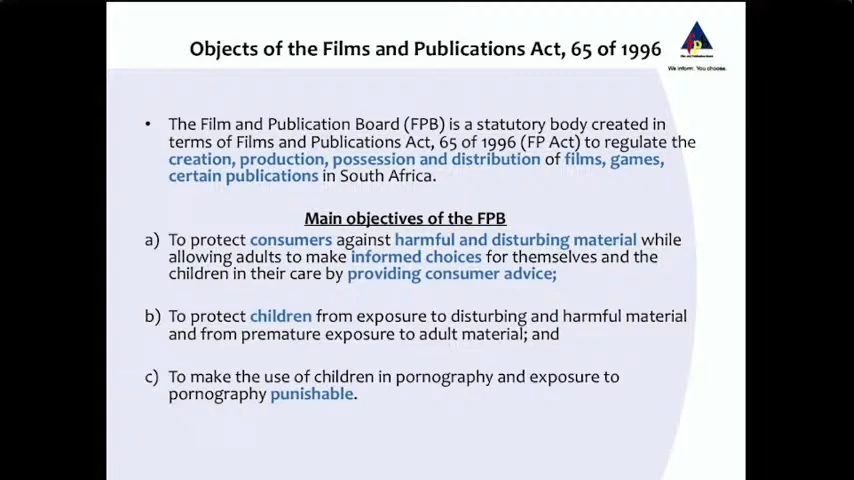 Objects of the Films and Publications Act, 65 of 1996
We inform. You choose.
• The Film and Publication Board (FPB) is a statutory body created in
terms of Films and Publications Act, 65 of 1996 (FP Act) to regulate the
creation, production, possession and distribution of films, games,
certain publications in South Africa.
Main objectives of the FPB
a) To protect consumers against harmful and disturbing material while
allowing adults to make informed choices for themselves and the
children in their care by providing consumer advice;
b) To protect children from exposure to disturbing and harmful material
and from premature exposure to adult material; and
c) To make the use of children in pornography and exposure to
pornography punishable.